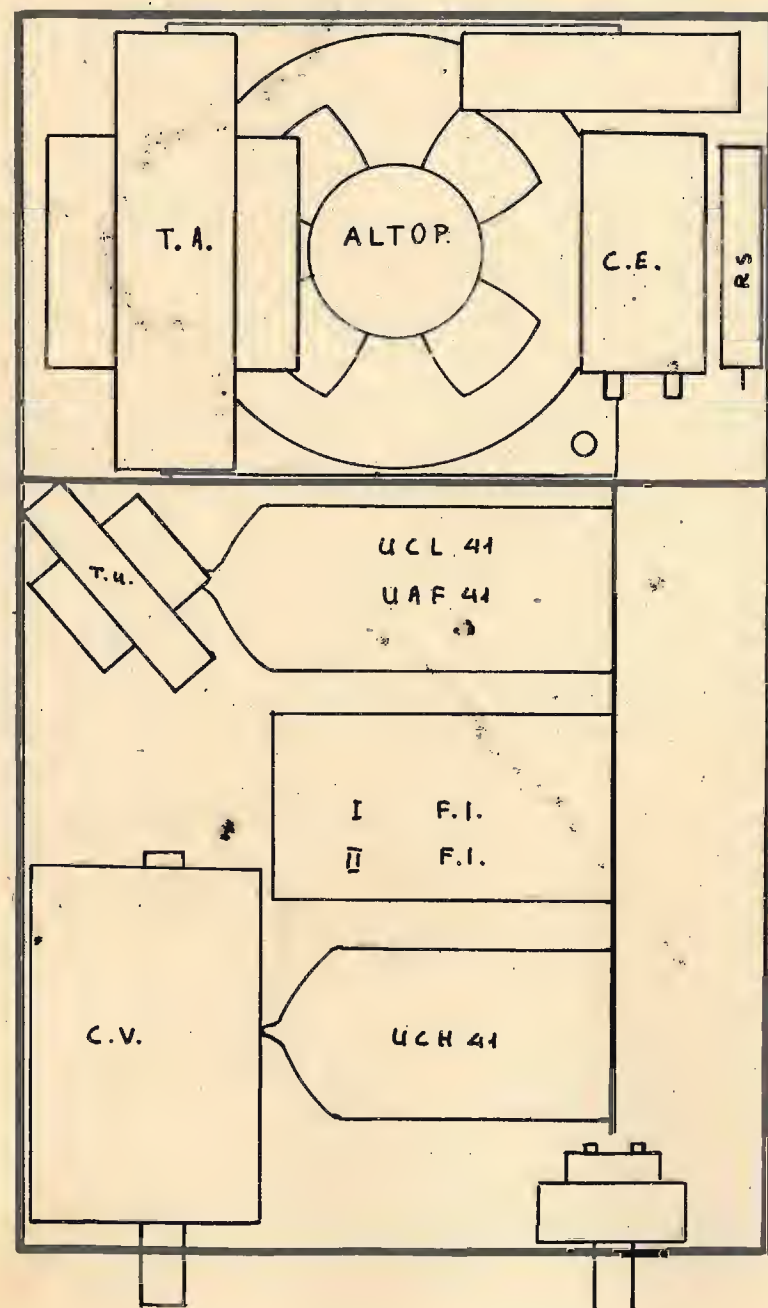 T. A.
ALTOP.
C.E.
RS
T.U.
UCL 41
UAF 41
I F.I.
II F.I.
C.V.
UCH 41